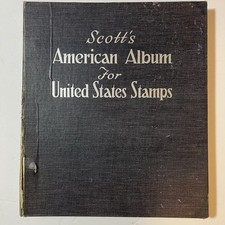 Scott's
American Album
For
United States Stamps